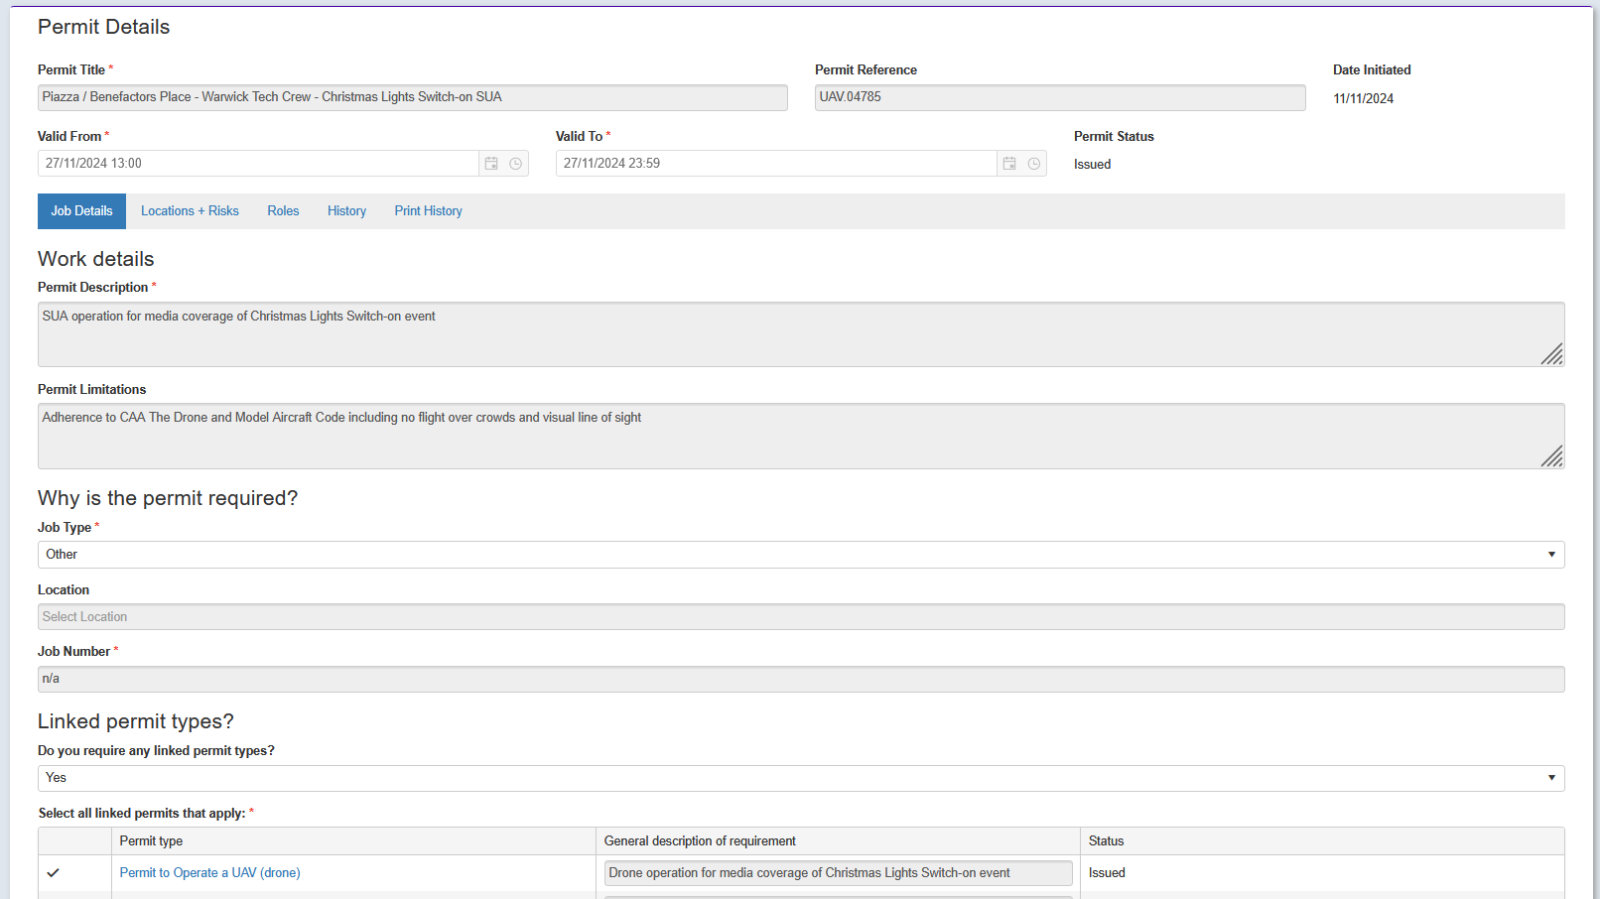 Permit Details
Permit Title * Permit Reference Date Initiated
Piazza / Benefactors Place - Warwick Tech Crew - Christmas Lights Switch-on SUA UAV.04785 11/11/2024
Valid From * Valid To * Permit Status
27/11/2024 13:00 27/11/2024 23:59 Issued
Job Details Locations + Risks Roles History Print History
Work details
Permit Description *
SUA operation for media coverage of Christmas Lights Switch-on event
Permit Limitations
Adherence to CAA The Drone and Model Aircraft Code including no flight over crowds and visual line of sight
Why is the permit required?
Job Type *
Other
Location
Select Location
Job Number *
n/a
Linked permit types?
Do you require any linked permit types?
Yes
Select all linked permits that apply: *
Permit type General description of requirement Status
Permit to Operate a UAV (drone) Drone operation for media coverage of Christmas Lights Switch-on event Issued